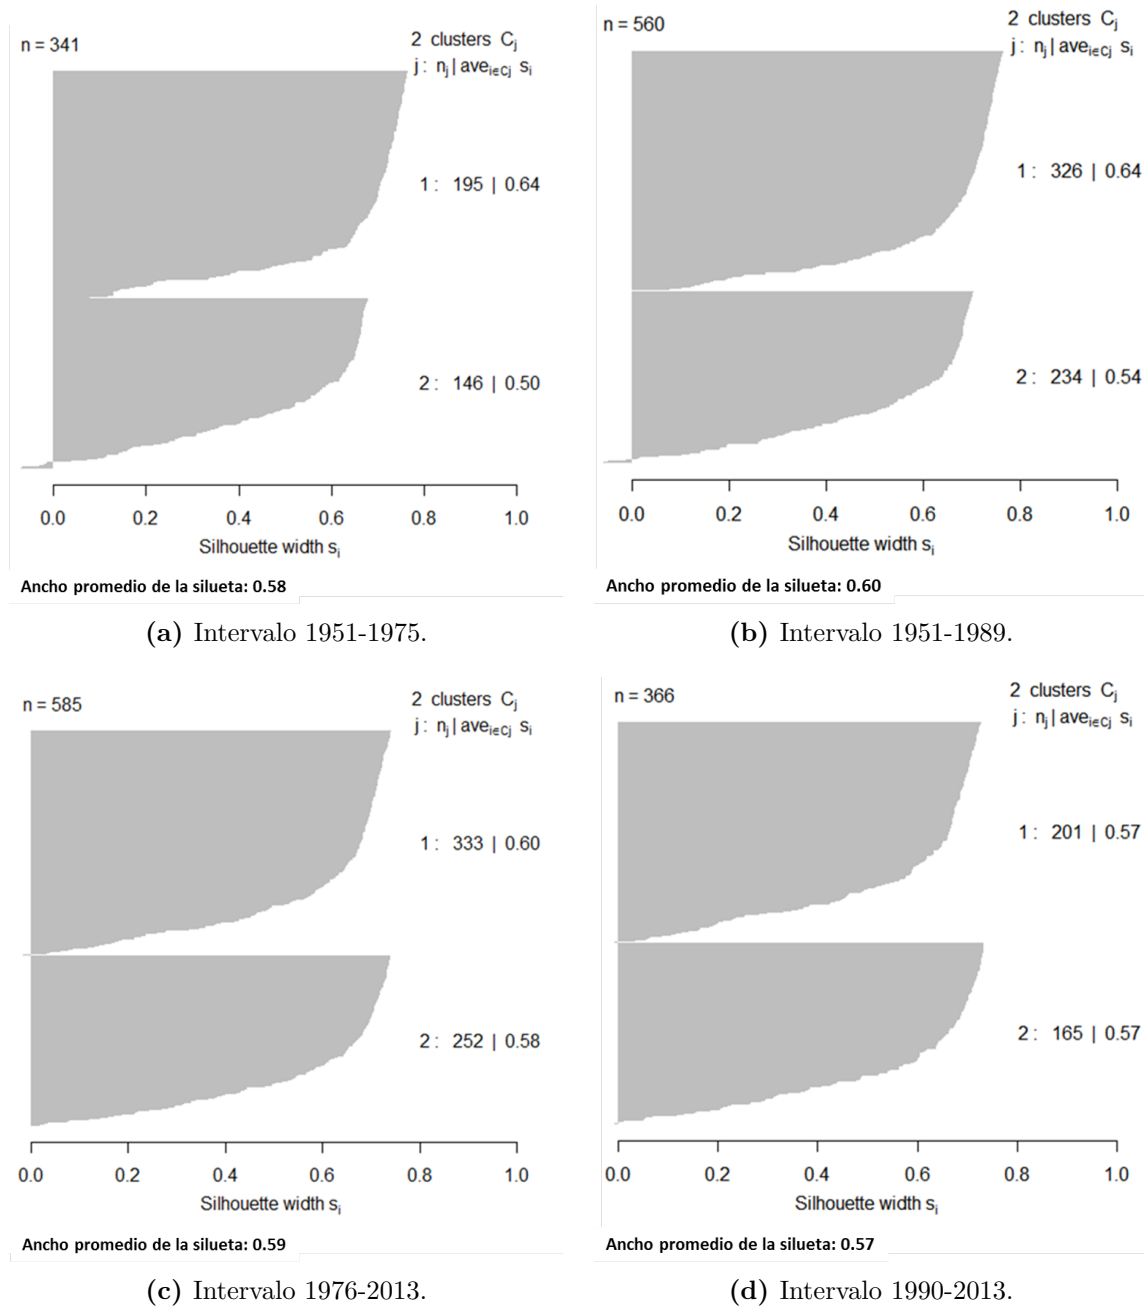 n = 341
2 clusters Cj
j : nj | avei∈Cj si
1 : 195 | 0.64
2 : 146 | 0.50
0.0 0.2 0.4 0.6 0.8 1.0
Silhouette width si
Ancho promedio de la silueta: 0.58
(a) Intervalo 1951-1975.
n = 560
2 clusters Cj
j : nj | avei∈Cj si
1 : 326 | 0.64
2 : 234 | 0.54
0.0 0.2 0.4 0.6 0.8 1.0
Silhouette width si
Ancho promedio de la silueta: 0.60
(b) Intervalo 1951-1989.
n = 585
2 clusters Cj
j : nj | avei∈Cj si
1 : 333 | 0.60
2 : 252 | 0.58
0.0 0.2 0.4 0.6 0.8 1.0
Silhouette width si
Ancho promedio de la silueta: 0.59
(c) Intervalo 1976-2013.
n = 366
2 clusters Cj
j : nj | avei∈Cj si
1 : 201 | 0.57
2 : 165 | 0.57
0.0 0.2 0.4 0.6 0.8 1.0
Silhouette width si
Ancho promedio de la silueta: 0.57
(d) Intervalo 1990-2013.